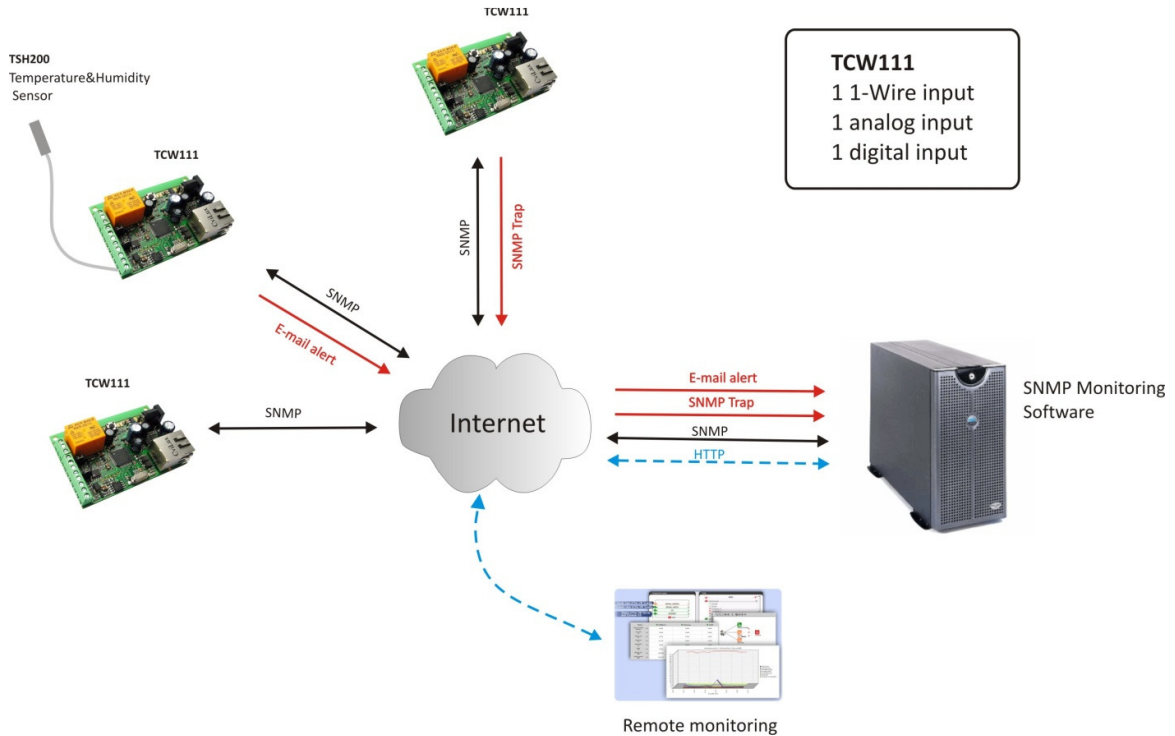 TCW111
TSH200
Temperature&Humidity
Sensor
TCW111
1 1-Wire input
1 analog input
1 digital input
TCW111
SNMP
SNMP Trap
SNMP
E-mail alert
TCW111
SNMP
Internet
E-mail alert
SNMP Trap
SNMP
HTTP
SNMP Monitoring
Software
Remote monitoring